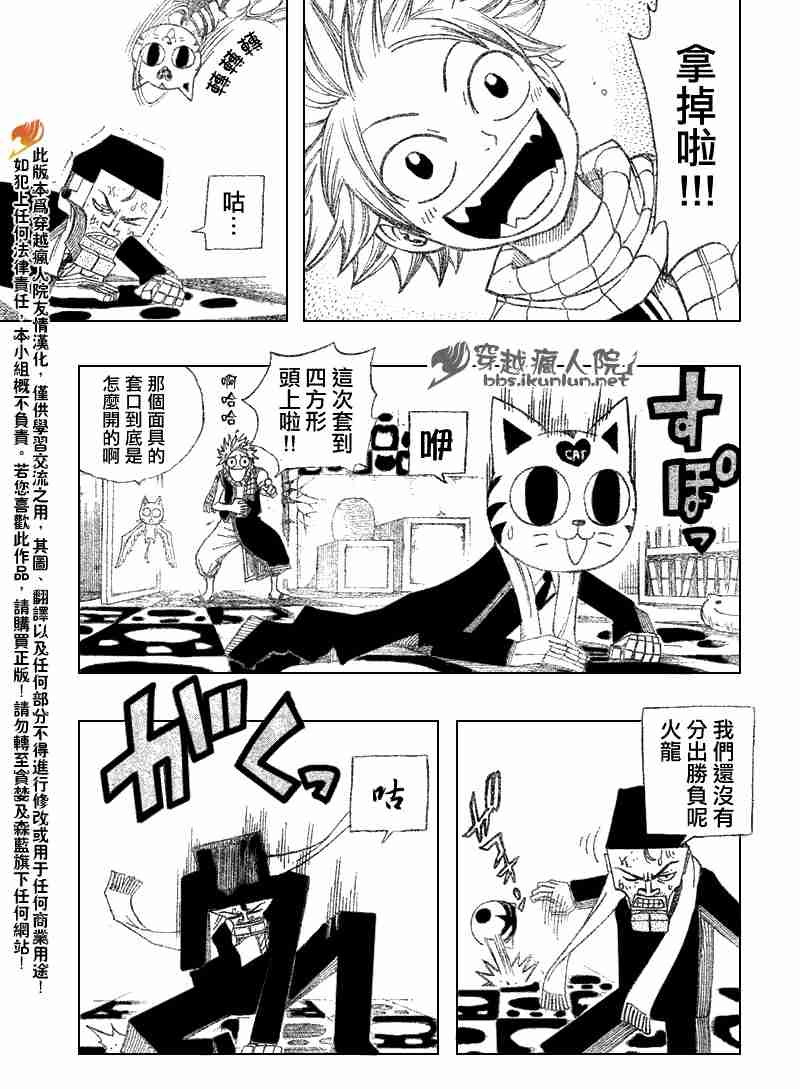 拿掉啦!!!
蠕蠕
蠕蠕
咕…
穿越瘋人院
bbs.ikunlun.net
すぽっ
咿
這次套到
四方形
頭上啦!!
啊哈哈
那個面具的
套口到底是
怎麼開的啊
我們還沒有
分出勝負呢
火龍
がくっ
咕
此版本爲穿越瘋人院友情漢化，僅供學習交流之用，其圖、翻譯以及任何部分不得進行修改或用于任何商業用途！
如犯上任何法律責任，本小組概不負責。若您喜歡此作品，請購買正版！請勿轉至貪婪及森藍旗下任何網站！
CAT